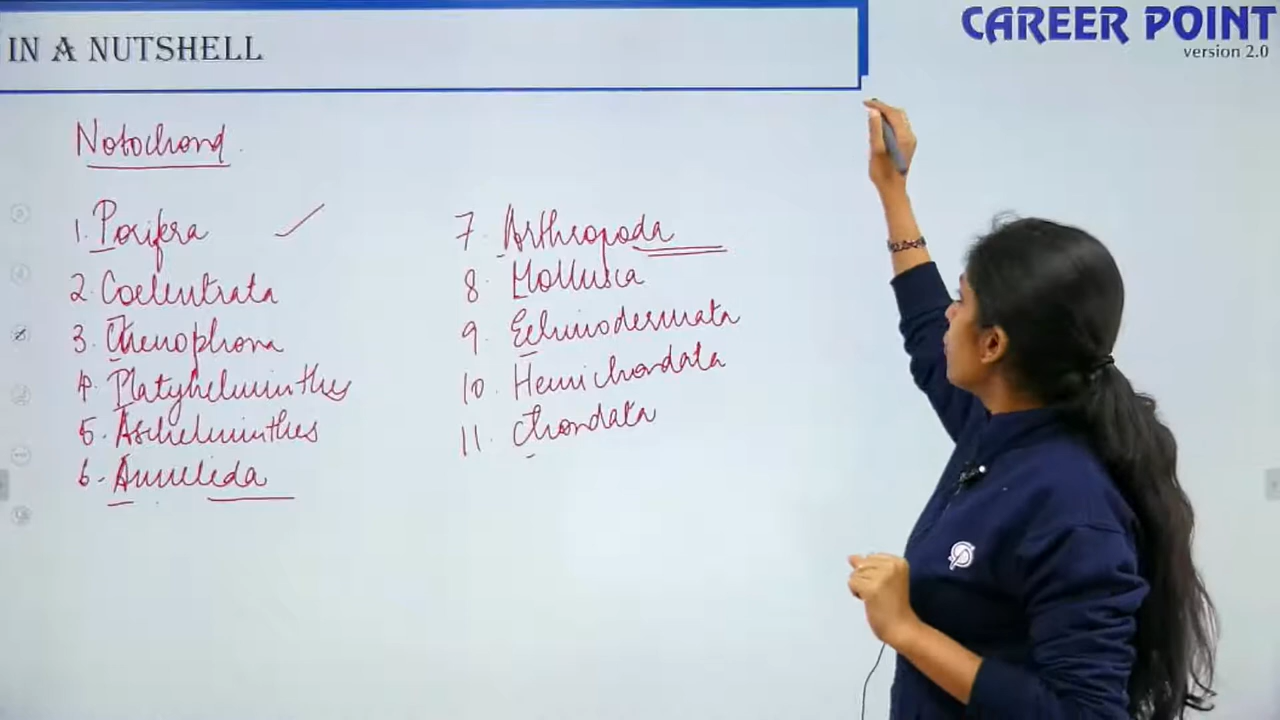 IN A NUTSHELL
CAREER POINT
version 2.0
Notochord
1. Porifera
2. Coelentrata
3. Ctenophora
4. Platyhelminthes
5. Aschelminthes
6. Annelida
7. Arthropoda
8. Mollusca
9. Echinodermata
10. Hemichordata
11. Chordata